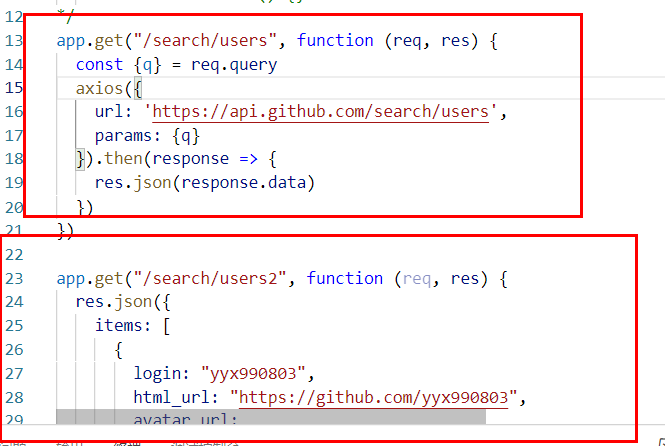 12 */
13 app.get("/search/users", function (req, res) {
14 const {q} = req.query
15 axios({
16 url: 'https://api.github.com/search/users',
17 params: {q}
18 }).then(response => {
19 res.json(response.data)
20 })
21 })
22
23 app.get("/search/users2", function (req, res) {
24 res.json({
25 items: [
26 {
27 login: "yyx990803",
28 html_url: "https://github.com/yyx990803",
29 avatar_url: